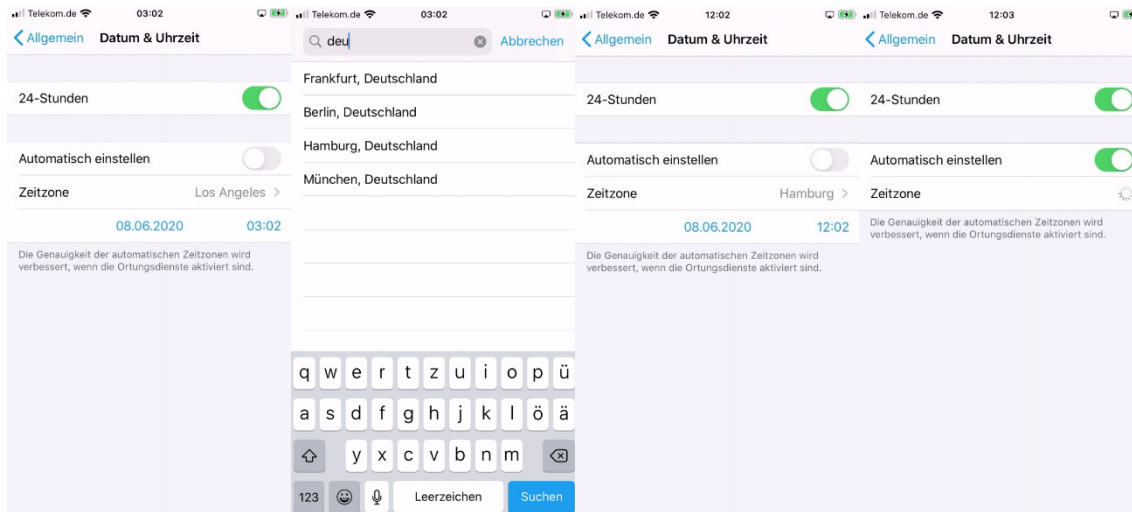 Telekom.de 03:02
Allgemein Datum & Uhrzeit
24-Stunden
Automatisch einstellen
Zeitzone Los Angeles
08.06.2020 03:02
Die Genauigkeit der automatischen Zeitzonen wird
verbessert, wenn die Ortungsdienste aktiviert sind.
Telekom.de 03:02
deu Abbrechen
Frankfurt, Deutschland
Berlin, Deutschland
Hamburg, Deutschland
München, Deutschland
q w e r t z u i o p ü
a s d f g h j k l ö ä
y x c v b n m
123 Leerzeichen Suchen
Telekom.de 12:02
Allgemein Datum & Uhrzeit
24-Stunden
Automatisch einstellen
Zeitzone Hamburg
08.06.2020 12:02
Die Genauigkeit der automatischen Zeitzonen wird
verbessert, wenn die Ortungsdienste aktiviert sind.
Telekom.de 12:03
Allgemein Datum & Uhrzeit
24-Stunden
Automatisch einstellen
Zeitzone
Die Genauigkeit der automatischen Zeitzonen wird
verbessert, wenn die Ortungsdienste aktiviert sind.